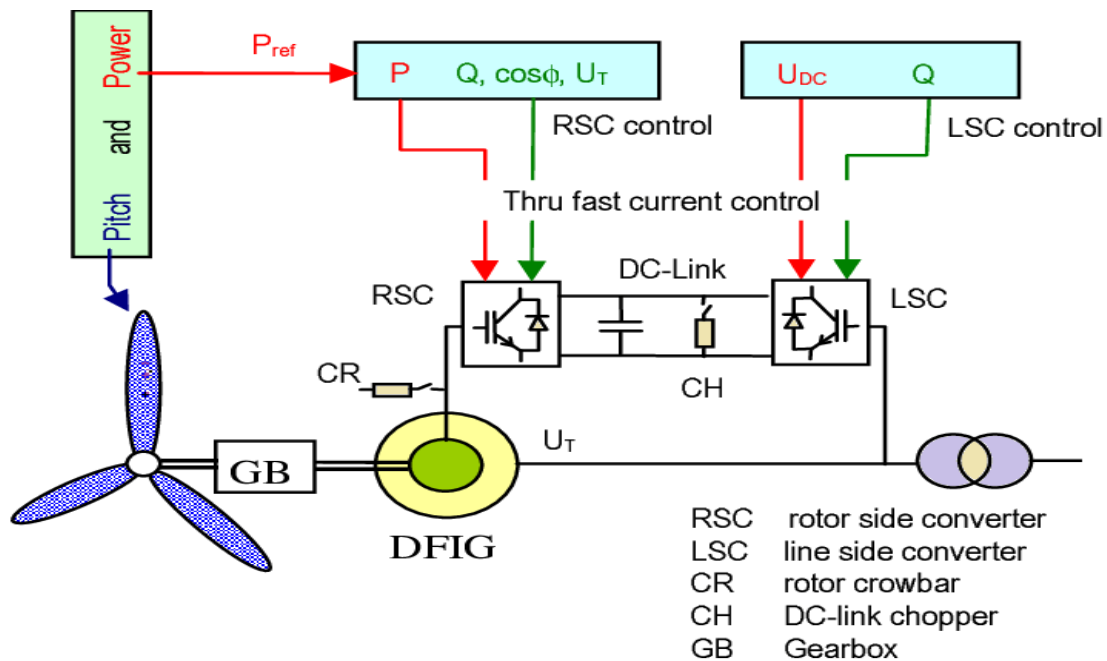 Pitch and Power
Pref
P Q, cosϕ, UT
UDC Q
RSC control
LSC control
Thru fast current control
DC-Link
RSC
LSC
CR
CH
UT
GB
DFIG
RSC rotor side converter
LSC line side converter
CR rotor crowbar
CH DC-link chopper
GB Gearbox